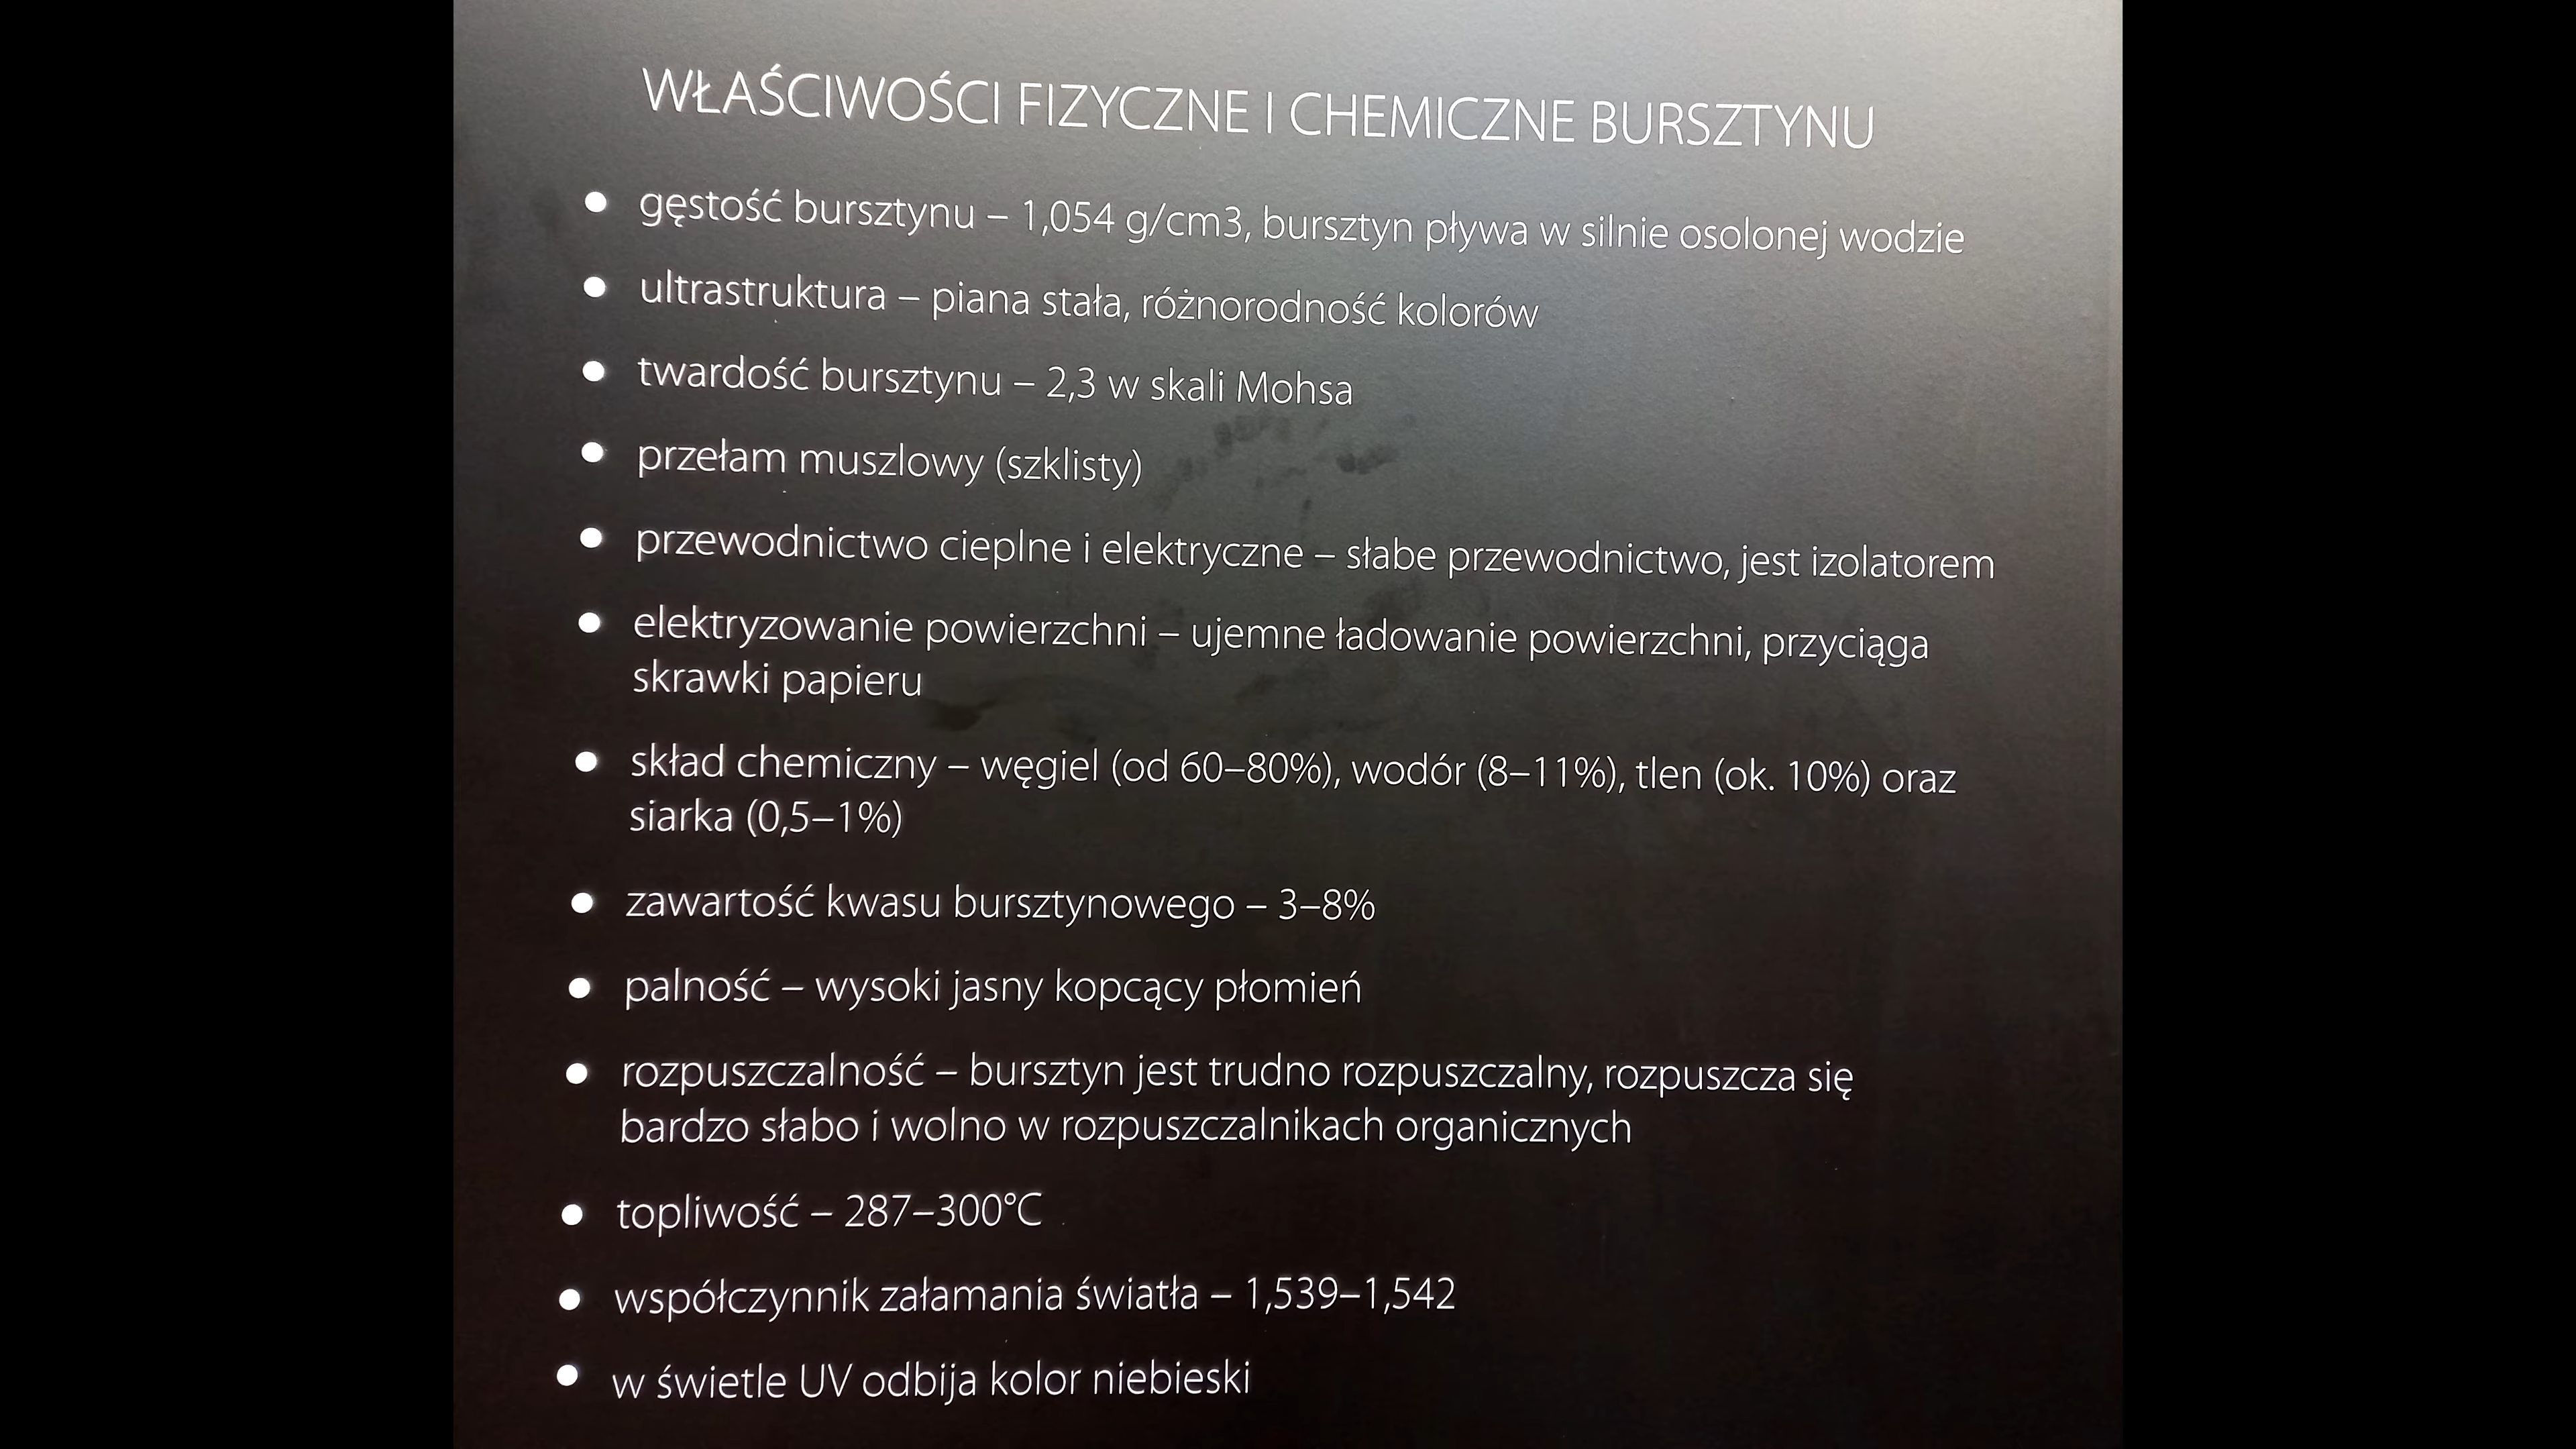 WŁAŚCIWOŚCI FIZYCZNE I CHEMICZNE BURSZTYNU
● gęstość bursztynu – 1,054 g/cm3, bursztyn pływa w silnie osolonej wodzie
● ultrastruktura – piana stała, różnorodność kolorów
● twardość bursztynu – 2,3 w skali Mohsa
● przełam muszlowy (szklisty)
● przewodnictwo cieplne i elektryczne – słabe przewodnictwo, jest izolatorem
● elektryzowanie powierzchni – ujemne ładowanie powierzchni, przyciąga
skrawki papieru
● skład chemiczny – węgiel (od 60–80%), wodór (8–11%), tlen (ok. 10%) oraz
siarka (0,5–1%)
● zawartość kwasu bursztynowego – 3–8%
● palność – wysoki jasny kopcący płomień
● rozpuszczalność – bursztyn jest trudno rozpuszczalny, rozpuszcza się
bardzo słabo i wolno w rozpuszczalnikach organicznych
● topliwość – 287–300°C
● współczynnik załamania światła – 1,539–1,542
● w świetle UV odbija kolor niebieski